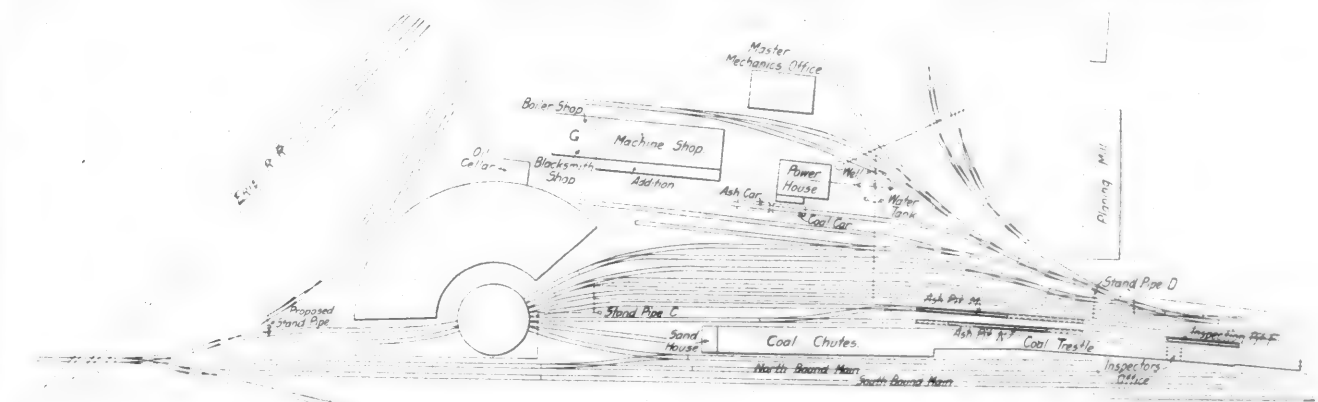 Master
Mechanics Office
Boiler Shop
G
Machine Shop
Oil
Cellar
Blacksmith
Shop
Addition
Power
House
Well
Water
Tank
Ash Car
Coal Car
Erie R R
Planing Mill
Stand Pipe D
Proposed
Stand Pipe
Stand Pipe C
Ash Pit M.
Ash Pit K
Sand
House
Coal Chutes.
Coal Trestle
Inspection Pit F
Inspectors
Office
North Bound Main
South Bound Main